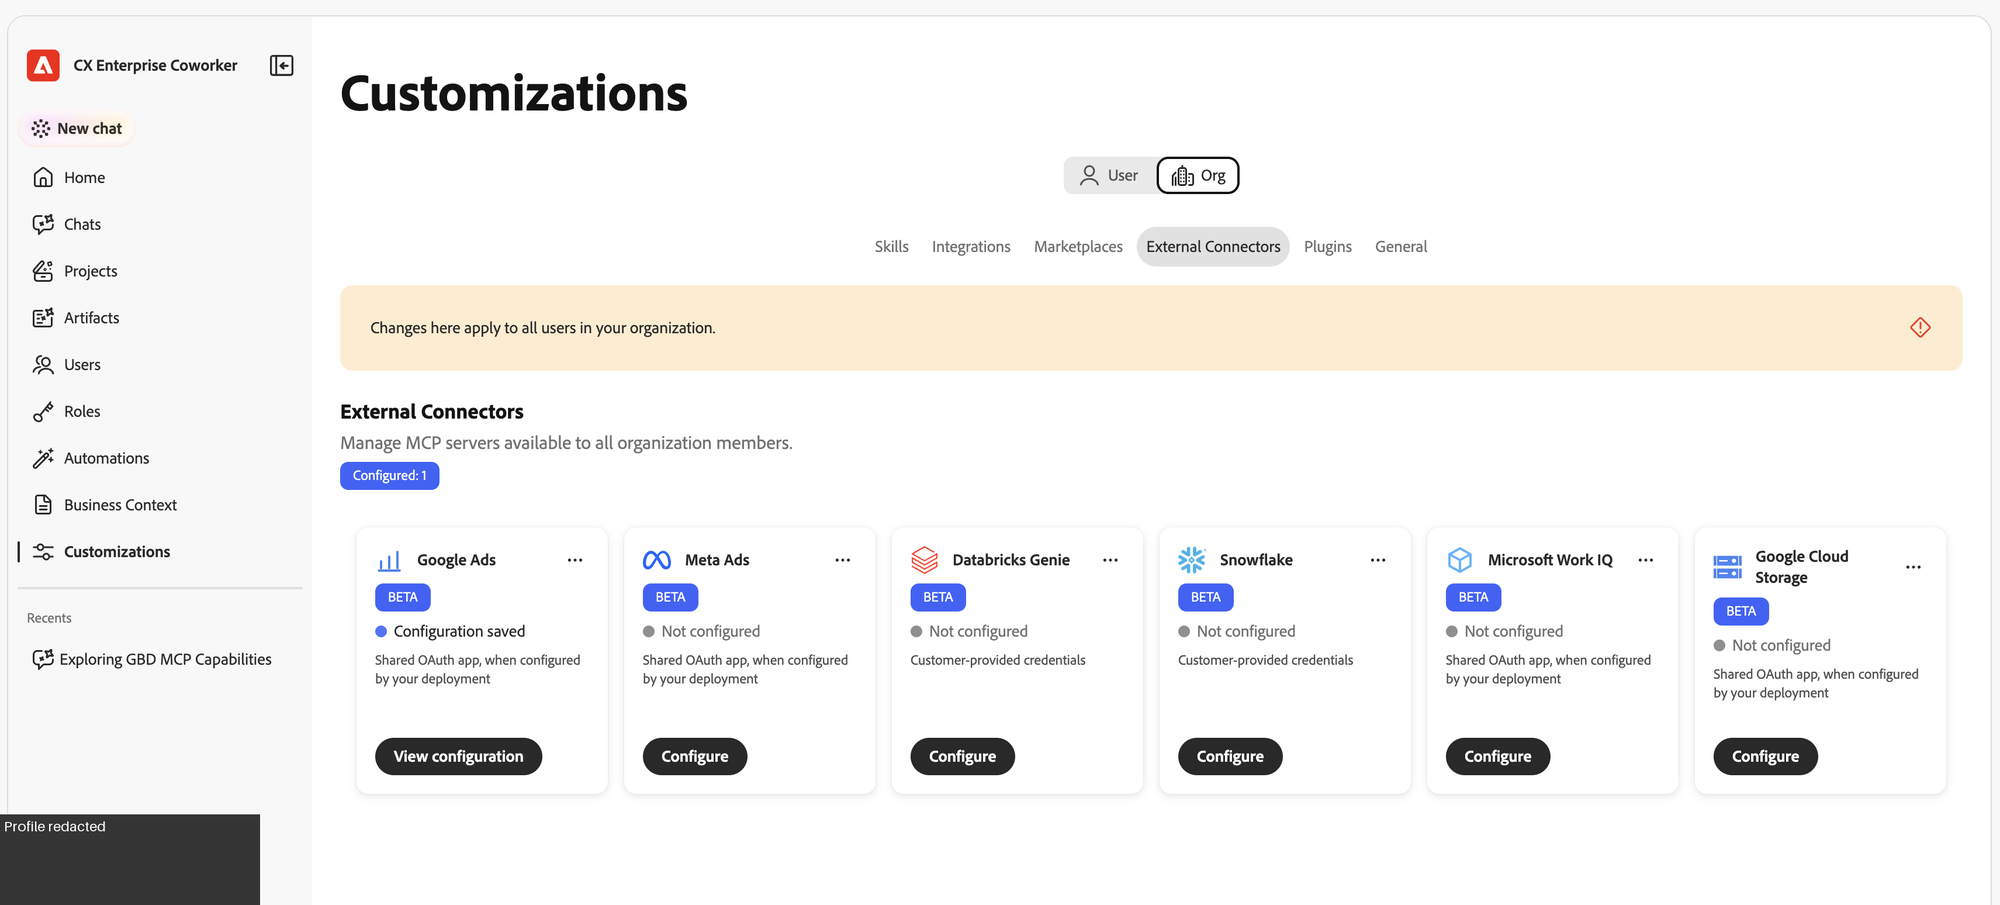 CX Enterprise Coworker
New chat
Home
Chats
Projects
Artifacts
Users
Roles
Automations
Business Context
Customizations
Recents
Exploring GBD MCP Capabilities
Profile redacted
Customizations
User
Org
Skills
Integrations
Marketplaces
External Connectors
Plugins
General
Changes here apply to all users in your organization.
External Connectors
Manage MCP servers available to all organization members.
Configured: 1
Google Ads
BETA
Configuration saved
Shared OAuth app, when configured
by your deployment
View configuration
Meta Ads
BETA
Not configured
Shared OAuth app, when configured
by your deployment
Configure
Databricks Genie
BETA
Not configured
Customer-provided credentials
Configure
Snowflake
BETA
Not configured
Customer-provided credentials
Configure
Microsoft Work IQ
BETA
Not configured
Shared OAuth app, when configured
by your deployment
Configure
Google Cloud
Storage
BETA
Not configured
Shared OAuth app, when configured
by your deployment
Configure